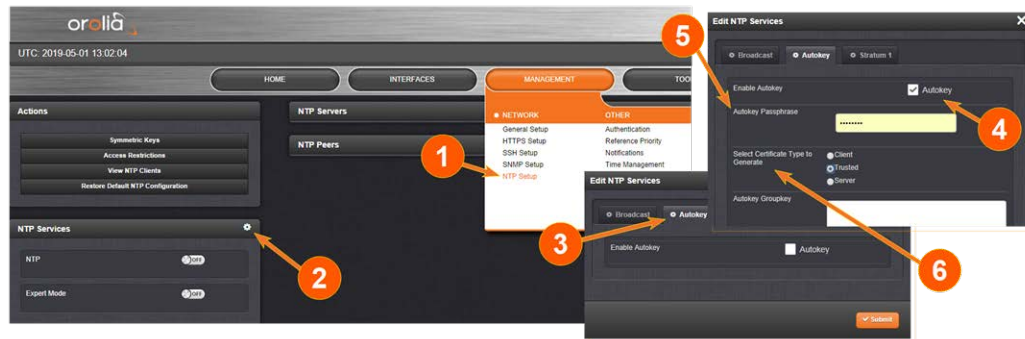 orolia
UTC: 2019-05-01 13:02:04
HOME INTERFACES MANAGEMENT
Actions
Symmetric Keys
Access Restrictions
View NTP Clients
Restore Default NTP Configuration
NTP Services
NTP OFF
Expert Mode OFF
2
NTP Servers
NTP Peers
NETWORK OTHER
General Setup Authentication
HTTPS Setup Reference Priority
SSH Setup Notifications
SNMP Setup Time Management
NTP Setup
1
Edit NTP Services
Broadcast Autokey
3
Enable Autokey Autokey
Submit
Edit NTP Services
5
Broadcast Autokey Stratum 1
Enable Autokey Autokey
4
Autokey Passphrase
Select Certificate Type to Client
Generate Trusted
Server
Autokey Groupkey
6